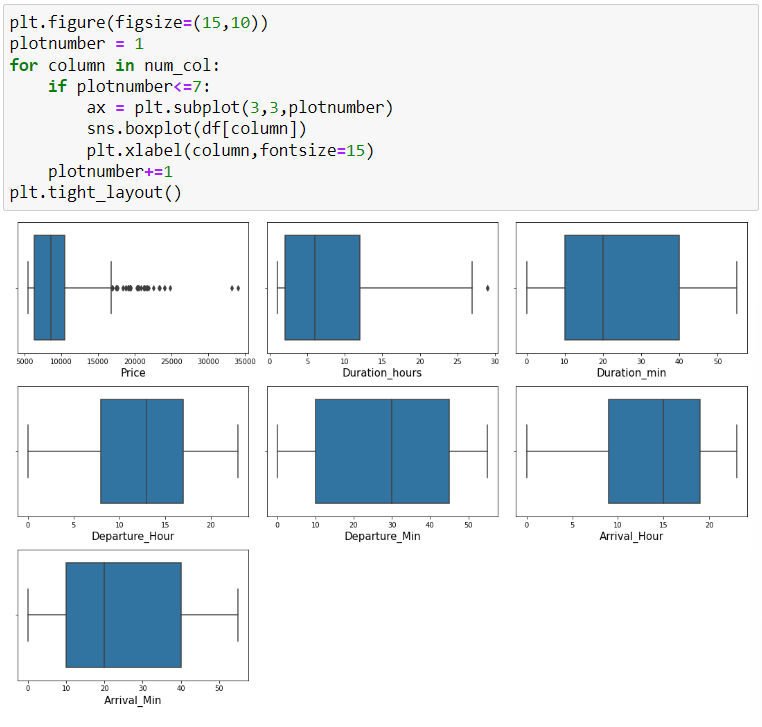 plt.figure(figsize=(15,10))
plotnumber = 1
for column in num_col:
    if plotnumber<=7:
        ax = plt.subplot(3,3,plotnumber)
        sns.boxplot(df[column])
        plt.xlabel(column,fontsize=15)
    plotnumber+=1
plt.tight_layout()
5000 10000 15000 20000 25000 30000 35000
Price
0 5 10 15 20 25 30
Duration_hours
0 10 20 30 40 50
Duration_min
0 5 10 15 20
Departure_Hour
0 10 20 30 40 50
Departure_Min
0 5 10 15 20
Arrival_Hour
0 10 20 30 40 50
Arrival_Min